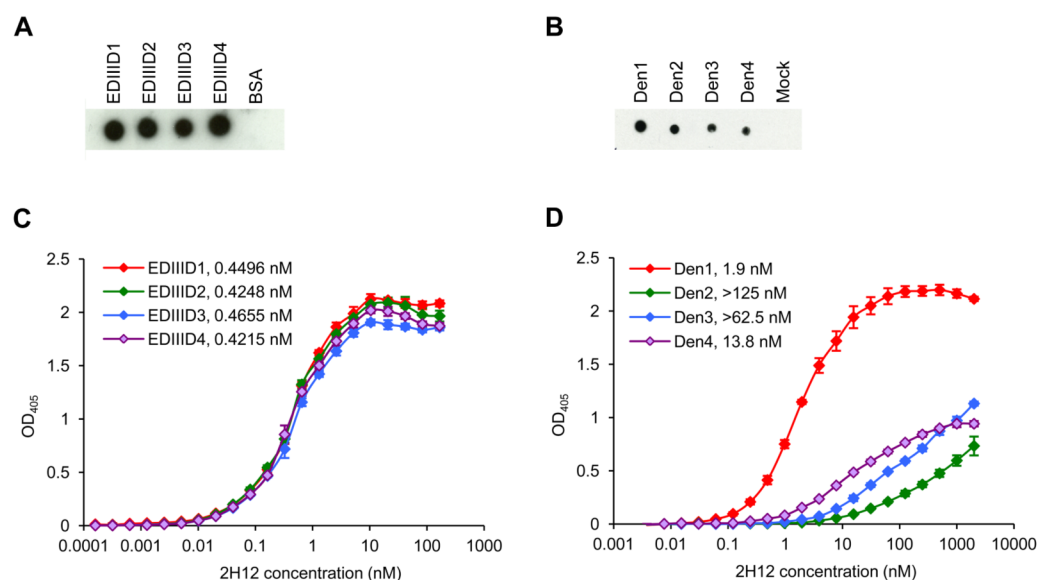 A
EDIIID1
EDIIID2
EDIIID3
EDIIID4
BSA
B
Den1
Den2
Den3
Den4
Mock
C
2.5
2
1.5
1
0.5
0
OD405
EDIIID1, 0.4496 nM
EDIIID2, 0.4248 nM
EDIIID3, 0.4655 nM
EDIIID4, 0.4215 nM
0.0001 0.001 0.01 0.1 1 10 100 1000
2H12 concentration (nM)
D
2.5
2
1.5
1
0.5
0
OD405
Den1, 1.9 nM
Den2, >125 nM
Den3, >62.5 nM
Den4, 13.8 nM
0.001 0.01 0.1 1 10 100 1000 10000
2H12 concentration (nM)